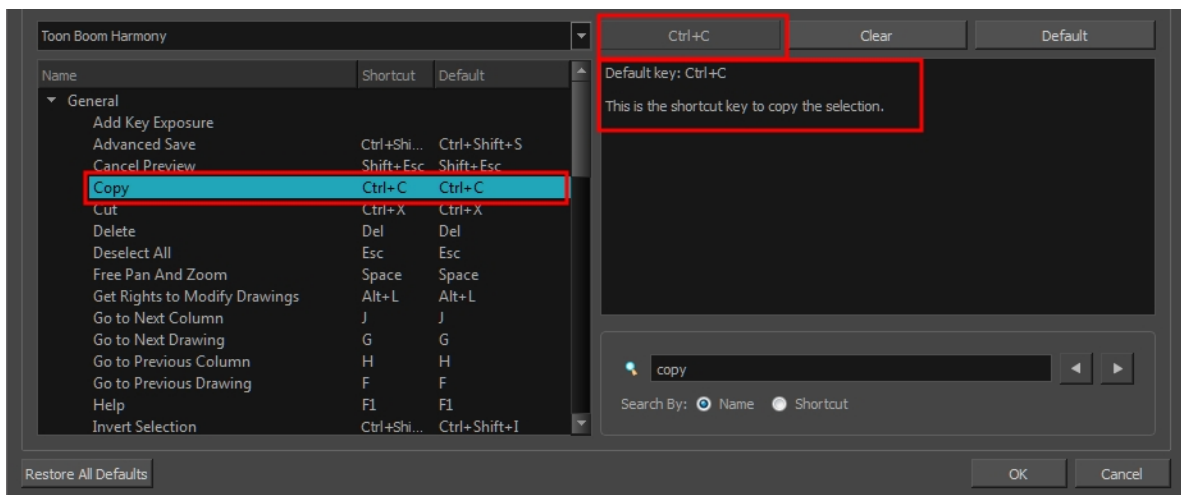 Toon Boom Harmony
Ctrl+C Clear Default
Name Shortcut Default
General
Add Key Exposure
Advanced Save Ctrl+Shi... Ctrl+Shift+S
Cancel Preview Shift+Esc Shift+Esc
Copy Ctrl+C Ctrl+C
Cut Ctrl+X Ctrl+X
Delete Del Del
Deselect All Esc Esc
Free Pan And Zoom Space Space
Get Rights to Modify Drawings Alt+L Alt+L
Go to Next Column J J
Go to Next Drawing G G
Go to Previous Column H H
Go to Previous Drawing F F
Help F1 F1
Invert Selection Ctrl+Shi... Ctrl+Shift+I
Default key: Ctrl+C
This is the shortcut key to copy the selection.
copy
Search By: Name Shortcut
Restore All Defaults
OK Cancel